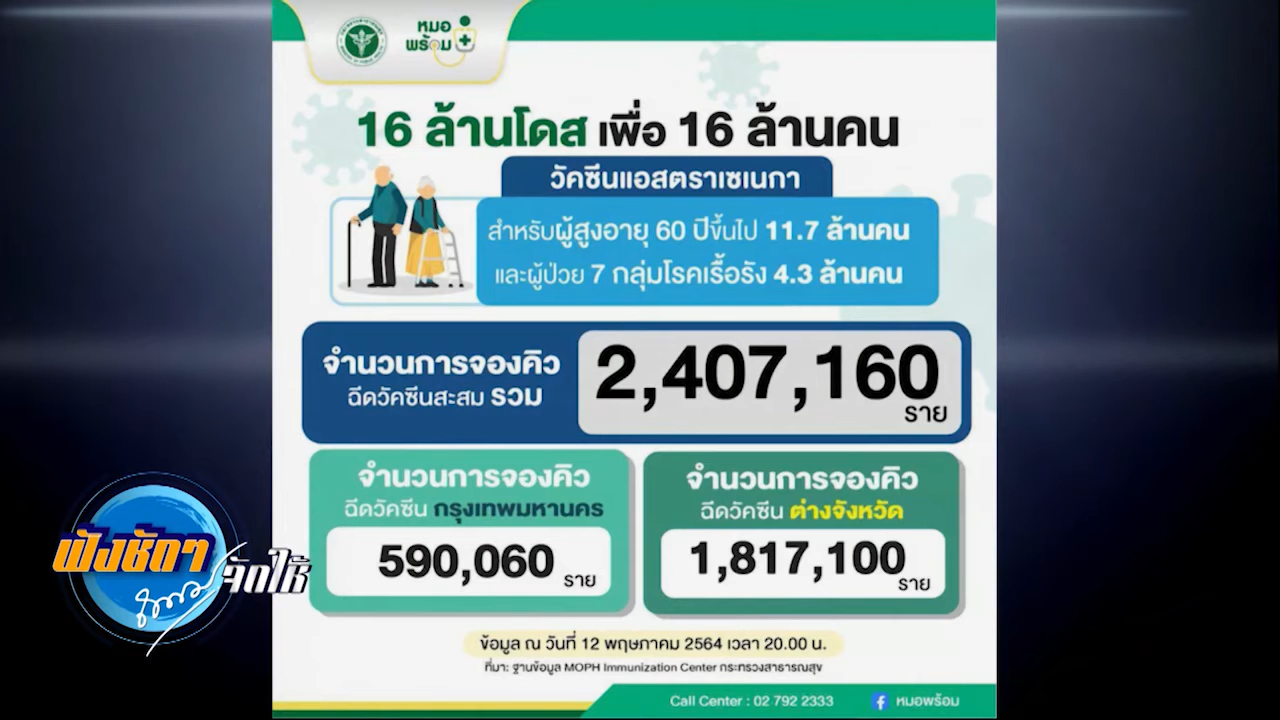 หมอ
พร้อม
16 ล้านโดส เพื่อ 16 ล้านคน
วัคซีนแอสตราเซเนกา
สำหรับผู้สูงอายุ 60 ปีขึ้นไป 11.7 ล้านคน
และผู้ป่วย 7 กลุ่มโรคเรื้อรัง 4.3 ล้านคน
จำนวนการจองคิว
ฉีดวัคซีนสะสม รวม
2,407,160
ราย
จำนวนการจองคิว
ฉีดวัคซีน กรุงเทพมหานคร
590,060
ราย
จำนวนการจองคิว
ฉีดวัคซีน ต่างจังหวัด
1,817,100
ราย
ฟังชัดๆ
จัดให้
ข้อมูล ณ วันที่ 12 พฤษภาคม 2564 เวลา 20.00 น.
ที่มา: ฐานข้อมูล MOPH Immunization Center กระทรวงสาธารณสุข
Call Center : 02 792 2333
หมอพร้อม